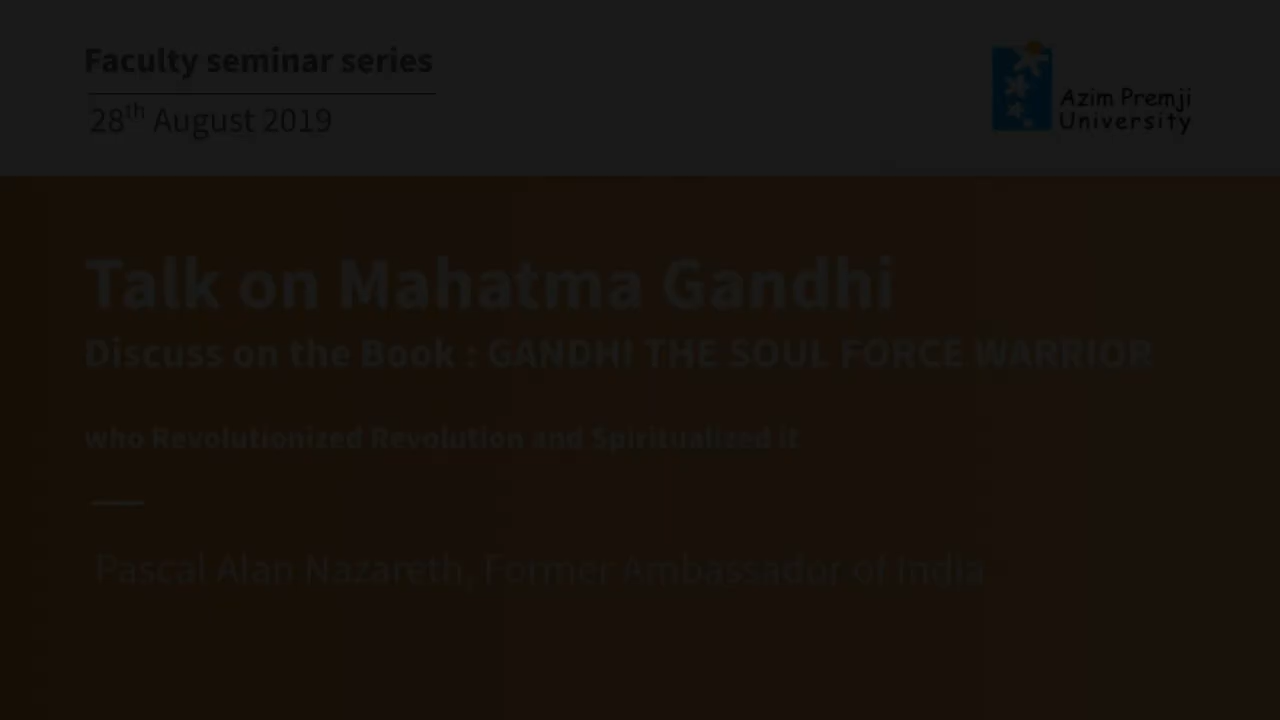 Faculty seminar series
28th August 2019
Azim Premji
University
Talk on Mahatma Gandhi
Discuss on the Book : GANDHI THE SOUL FORCE WARRIOR
who Revolutionized Revolution and Spiritualized it
Pascal Alan Nazareth, Former Ambassador of India